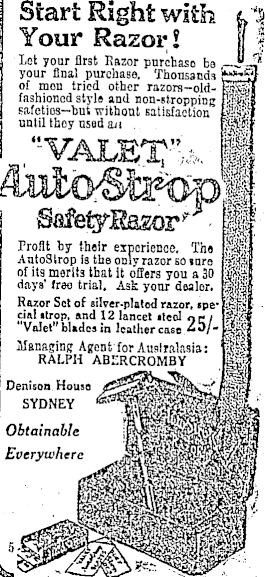 Start Right with
Your Razor!
Let your first Razor purchase be
your final purchase. Thousands
of men tried other razors—old-
fashioned style and non-stropping
safeties—but without satisfaction
until they used an
"VALET"
AutoStrop
Safety Razor
Profit by their experience. The
AutoStrop is the only razor so sure
of its merits that it offers you a 30
days' free trial. Ask your dealer.
Razor Set of silver-plated razor, spe-
cial strop, and 12 lancet steel
"Valet" blades in leather case 25/-
Managing Agent for Australasia:
RALPH ABERCROMBY
Denison House
SYDNEY
Obtainable
Everywhere
5